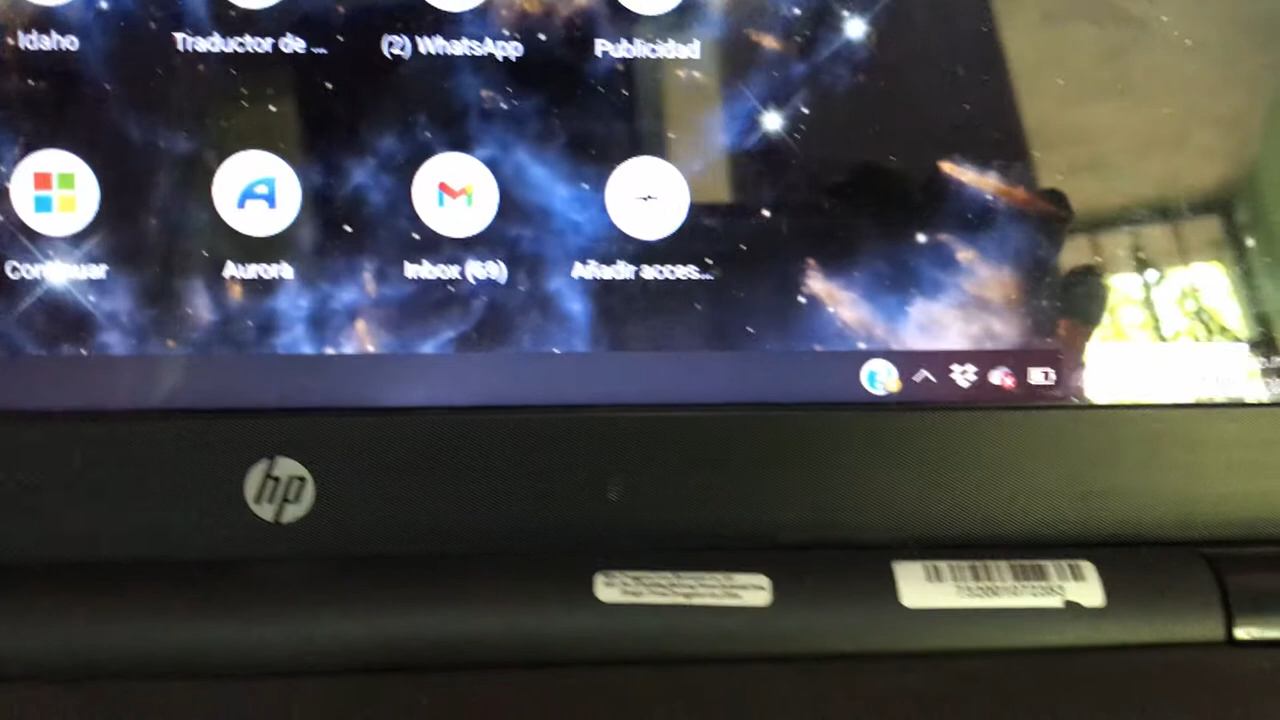 Idaho
Traductor de ...
(2) WhatsApp
Publicidad
Continuar
Aurora
Inbox (69)
Añadir acces...
hp